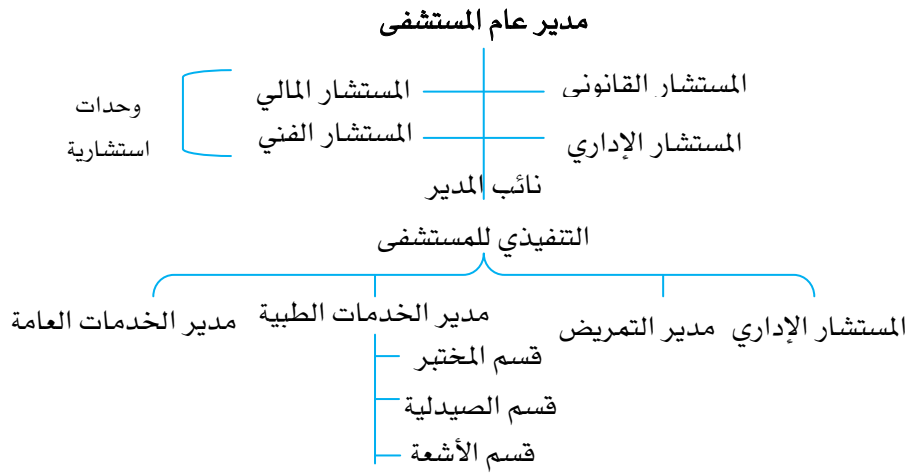 مدير عام المستشفى
المستشار القانوني
المستشار المالي
وحدات
استشارية
المستشار الإداري
المستشار الفني
نائب المدير
التنفيذي للمستشفى
المستشار الإداري
مدير التمريض
مدير الخدمات الطبية
مدير الخدمات العامة
قسم المختبر
قسم الصيدلية
قسم الأشعة